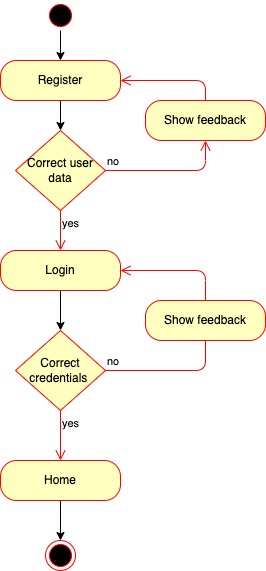 Register
Show feedback
Correct user
data
no
yes
Login
Show feedback
Correct
credentials
no
yes
Home